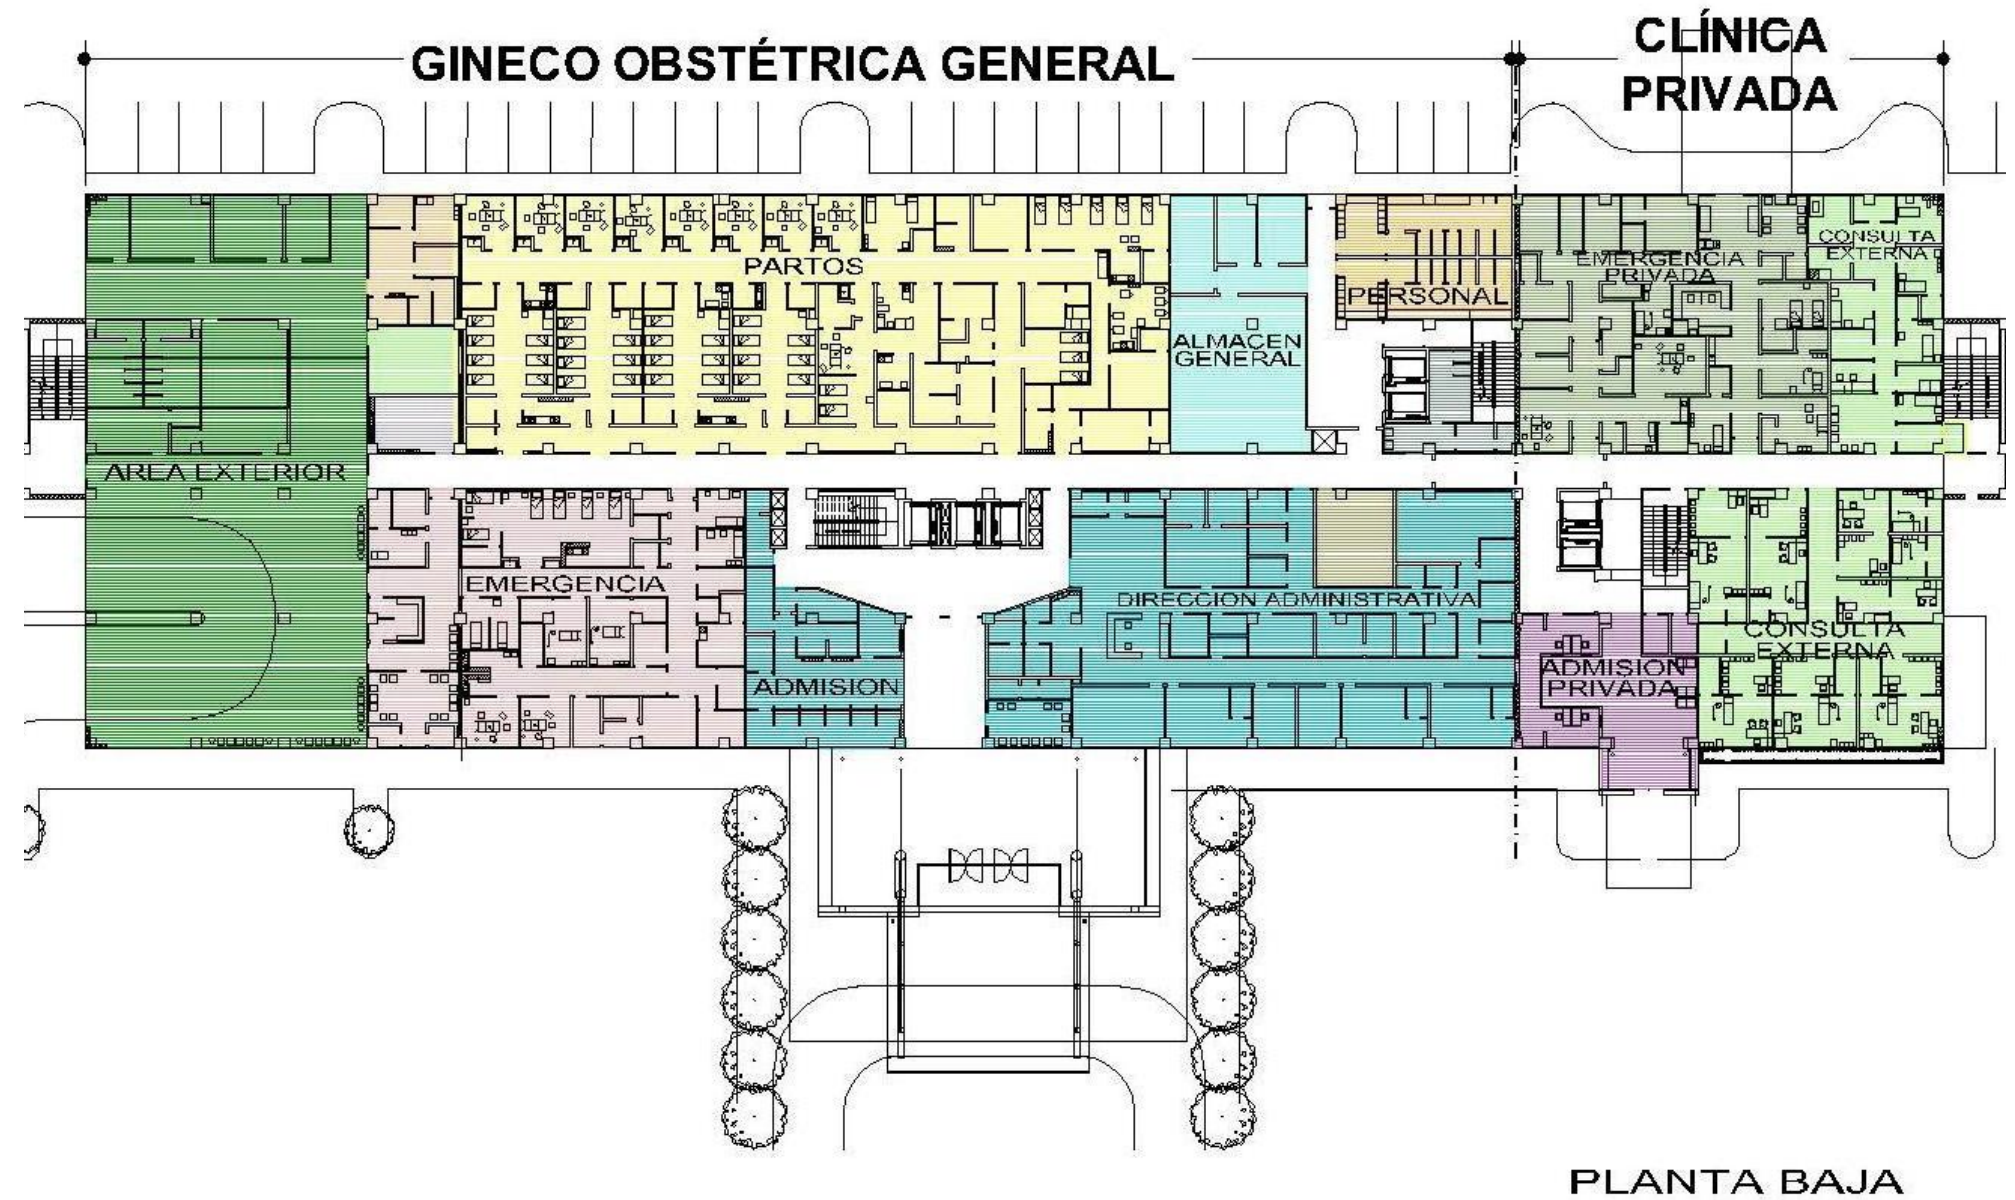 GINECO OBSTÉTRICA GENERAL
CLÍNICA
PRIVADA
PARTOS
ALMACEN
GENERAL
PERSONAL
EMERGENCIA
PRIVADA
CONSULTA
EXTERNA
AREA EXTERIOR
EMERGENCIA
ADMISION
DIRECCION ADMINISTRATIVA
ADMISION
PRIVADA
CONSULTA
EXTERNA
PLANTA BAJA